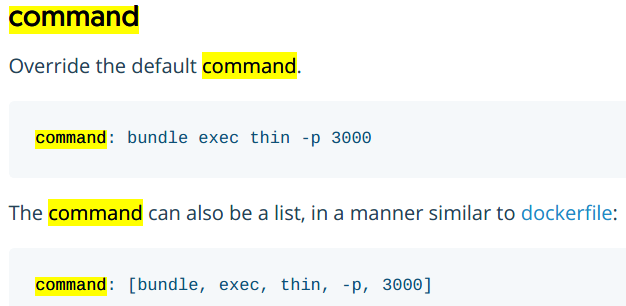 command
Override the default command.
command: bundle exec thin -p 3000
The command can also be a list, in a manner similar to dockerfile:
command: [bundle, exec, thin, -p, 3000]